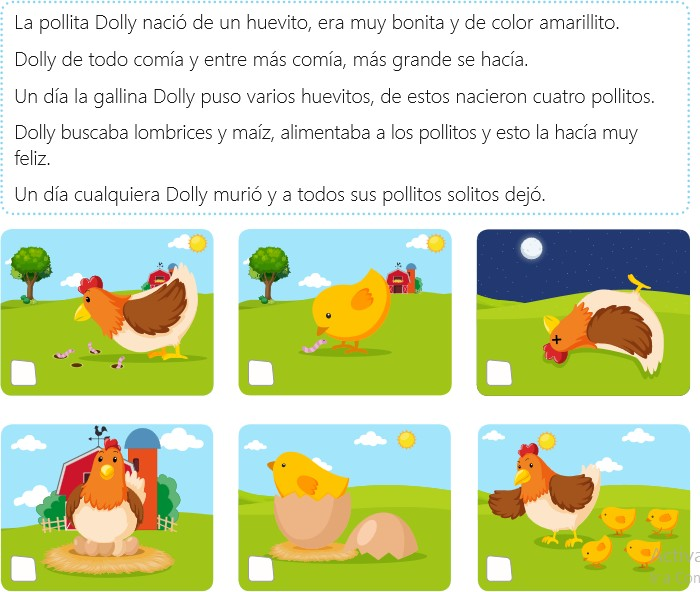 La pollita Dolly nació de un huevito, era muy bonita y de color amarillito.
Dolly de todo comía y entre más comía, más grande se hacía.
Un día la gallina Dolly puso varios huevitos, de estos nacieron cuatro pollitos.
Dolly buscaba lombrices y maíz, alimentaba a los pollitos y esto la hacía muy
feliz.
Un día cualquiera Dolly murió y a todos sus pollitos solitos dejó.